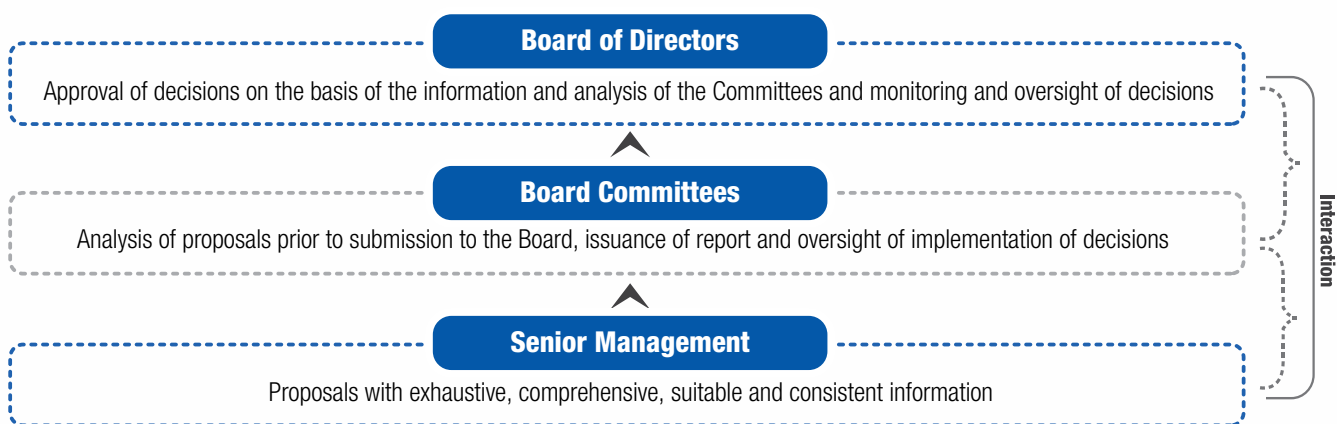 Board of Directors
Approval of decisions on the basis of the information and analysis of the Committees and monitoring and oversight of decisions
Board Committees
Analysis of proposals prior to submission to the Board, issuance of report and oversight of implementation of decisions
Interaction
Senior Management
Proposals with exhaustive, comprehensive, suitable and consistent information